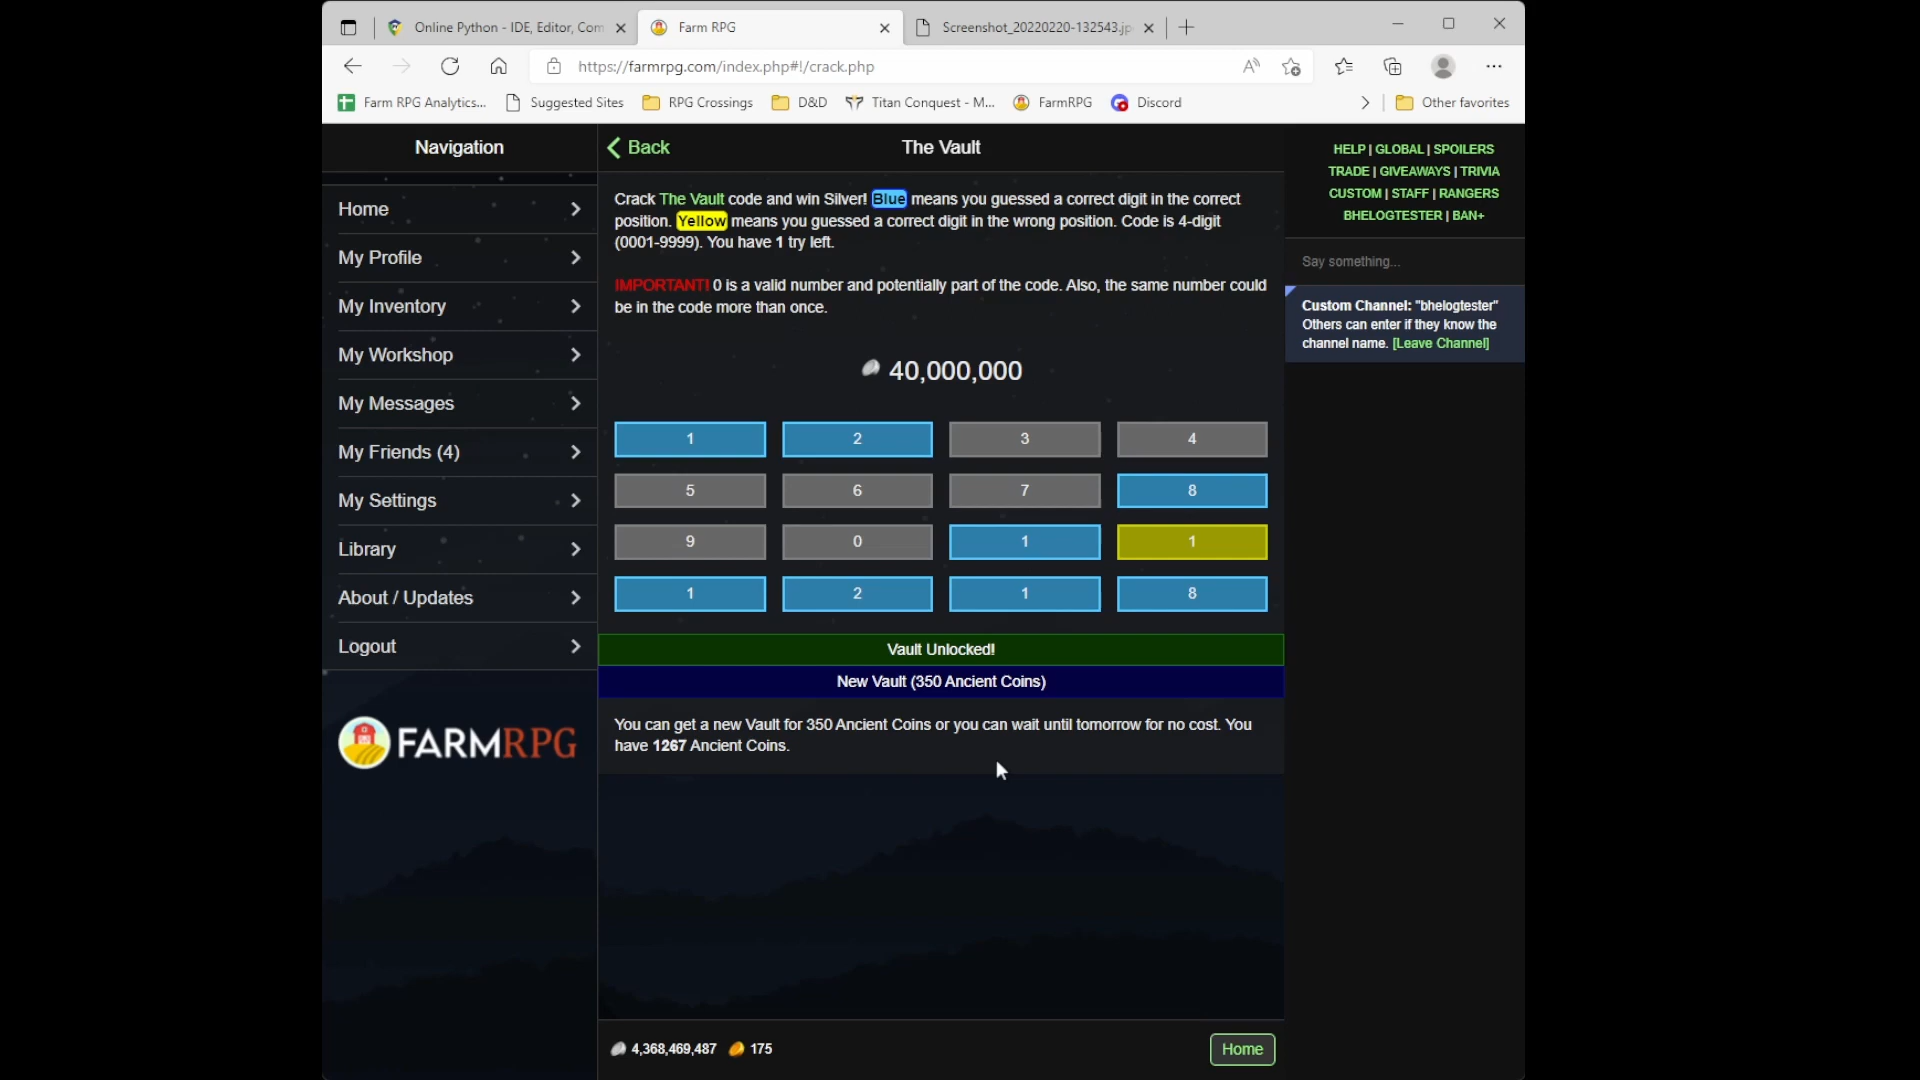 Online Python - IDE, Editor, Com
Farm RPG
Screenshot_20220220-132543.jp
https://farmrpg.com/index.php#!/crack.php
Farm RPG Analytics...
Suggested Sites
RPG Crossings
D&D
Titan Conquest - M...
FarmRPG
Discord
Other favorites
Navigation
Home
My Profile
My Inventory
My Workshop
My Messages
My Friends (4)
My Settings
Library
About / Updates
Logout
FARMRPG
Back
The Vault
Crack The Vault code and win Silver! Blue means you guessed a correct digit in the correct
position. Yellow means you guessed a correct digit in the wrong position. Code is 4-digit
(0001-9999). You have 1 try left.
IMPORTANT! 0 is a valid number and potentially part of the code. Also, the same number could
be in the code more than once.
40,000,000
1 2 3 4
5 6 7 8
9 0 1 1
1 2 1 8
Vault Unlocked!
New Vault (350 Ancient Coins)
You can get a new Vault for 350 Ancient Coins or you can wait until tomorrow for no cost. You
have 1267 Ancient Coins.
4,368,469,487 175
Home
HELP | GLOBAL | SPOILERS
TRADE | GIVEAWAYS | TRIVIA
CUSTOM | STAFF | RANGERS
BHELOGTESTER | BAN+
Say something...
Custom Channel: "bhelogtester"
Others can enter if they know the
channel name. [Leave Channel]